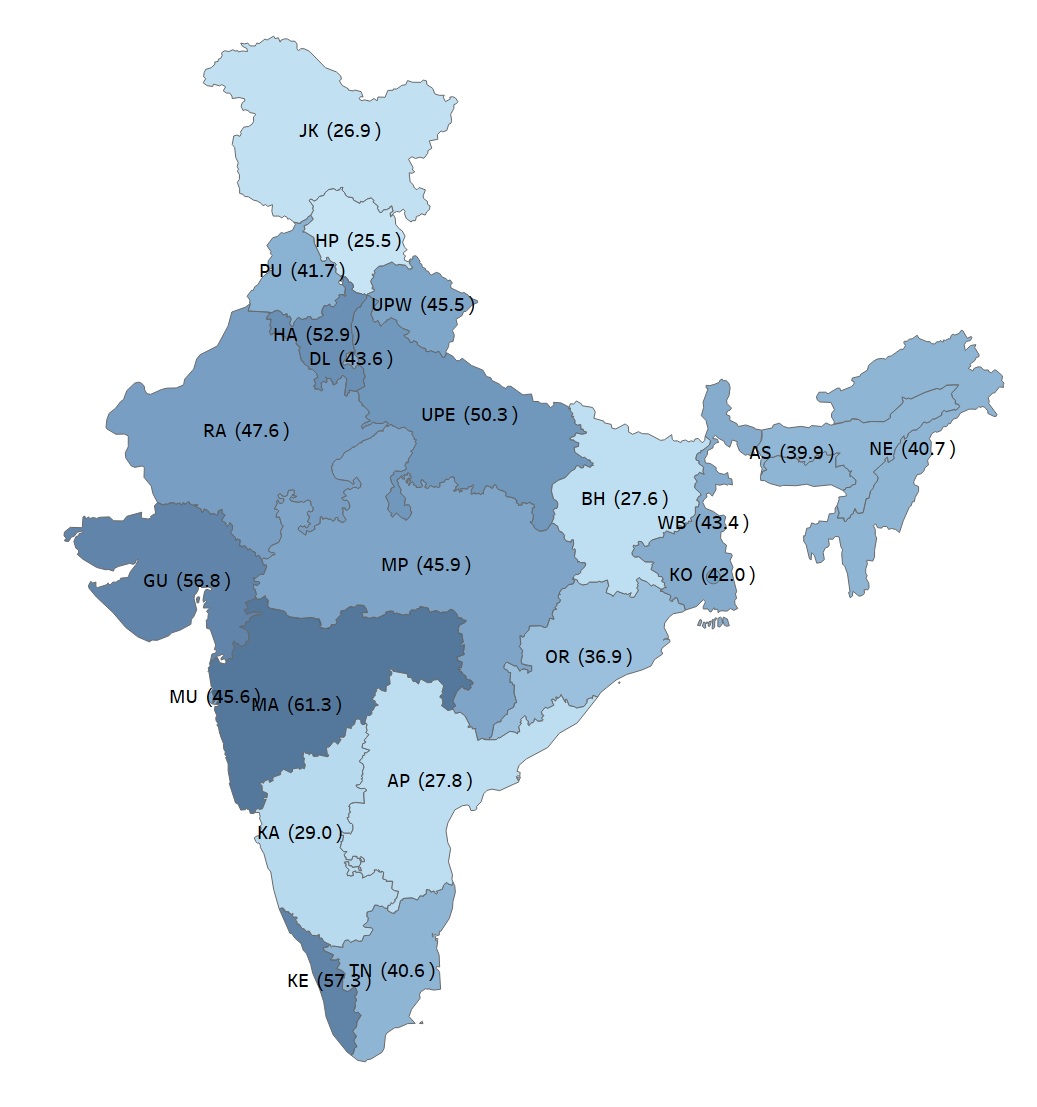 JK (26.9)
HP (25.5)
PU (41.7)
UPW (45.5)
HA (52.9)
DL (43.6)
UPE (50.3)
RA (47.6)
AS (39.9)
NE (40.7)
BH (27.6)
WB (43.4)
MP (45.9)
KO (42.0)
GU (56.8)
OR (36.9)
MU (45.6)
MA (61.3)
AP (27.8)
KA (29.0)
TN (40.6)
KE (57.3)